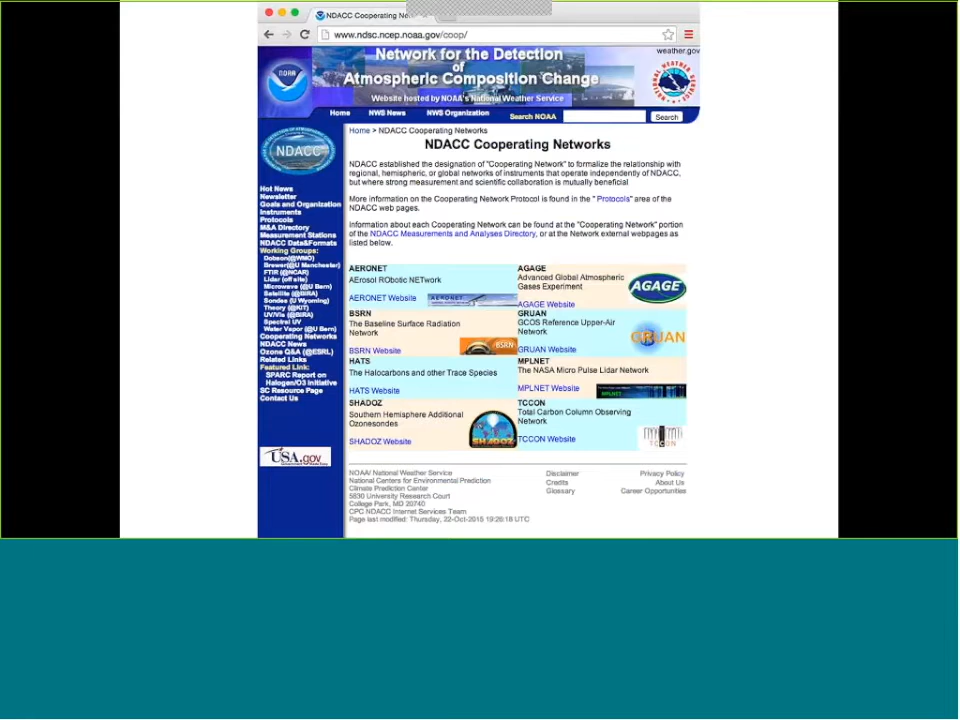 NDACC Cooperating Ne
www.ndsc.ncep.noaa.gov/coop/
weather.gov
Network for the Detection
of
Atmospheric Composition Change
Website hosted by NOAA's National Weather Service
NOAA
Home
NWS News
NWS Organization
Search NOAA
Search
NDACC
Hot News
Newsletter
Goals and Organization
Instruments
Protocols
M&A Directory
Measurement Stations
NDACC Data&Formats
Working Groups:
Dobson(@WMO)
Brewer(@U Manchester)
FTIR (@NCAR)
Lidar (off site)
Microwave (@U Bern)
Satellite (@BIRA)
Sondes (U Wyoming)
Theory (@KIT)
UV/Vis (@BIRA)
Spectral UV
Water Vapor (@U Bern)
Cooperating Networks
NDACC News
Ozone Q&A (@ESRL)
Related Links
Featured Link:
SPARC Report on
Halogen/O3 Initiative
SC Resource Page
Contact Us
USA.gov
Home > NDACC Cooperating Networks
NDACC Cooperating Networks
NDACC established the designation of "Cooperating Network" to formalize the relationship with
regional, hemispheric, or global networks of instruments that operate independently of NDACC,
but where strong measurement and scientific collaboration is mutually beneficial
More information on the Cooperating Network Protocol is found in the " Protocols" area of the
NDACC web pages.
Information about each Cooperating Network can be found at the "Cooperating Network" portion
of the NDACC Measurements and Analyses Directory, or at the Network external webpages as
listed below.
AERONET
AErosol RObotic NETwork
AERONET Website
AERONET
AGAGE
Advanced Global Atmospheric
Gases Experiment
AGAGE Website
AGAGE
BSRN
The Baseline Surface Radiation
Network
BSRN Website
BSRN
GRUAN
GCOS Reference Upper-Air
Network
GRUAN Website
GRUAN
HATS
The Halocarbons and other Trace Species
HATS Website
MPLNET
The NASA Micro Pulse Lidar Network
MPLNET Website
MPLNET
SHADOZ
Southern Hemisphere Additional
Ozonesondes
SHADOZ Website
SHADOZ
TCCON
Total Carbon Column Observing
Network
TCCON Website
TCCON
NOAA/ National Weather Service
National Centers for Environmental Prediction
Climate Prediction Center
5830 University Research Court
College Park, MD 20740
CPC NDACC Internet Services Team
Page last modified: Thursday, 22-Oct-2015 19:26:18 UTC
Disclaimer
Credits
Glossary
Privacy Policy
About Us
Career Opportunities